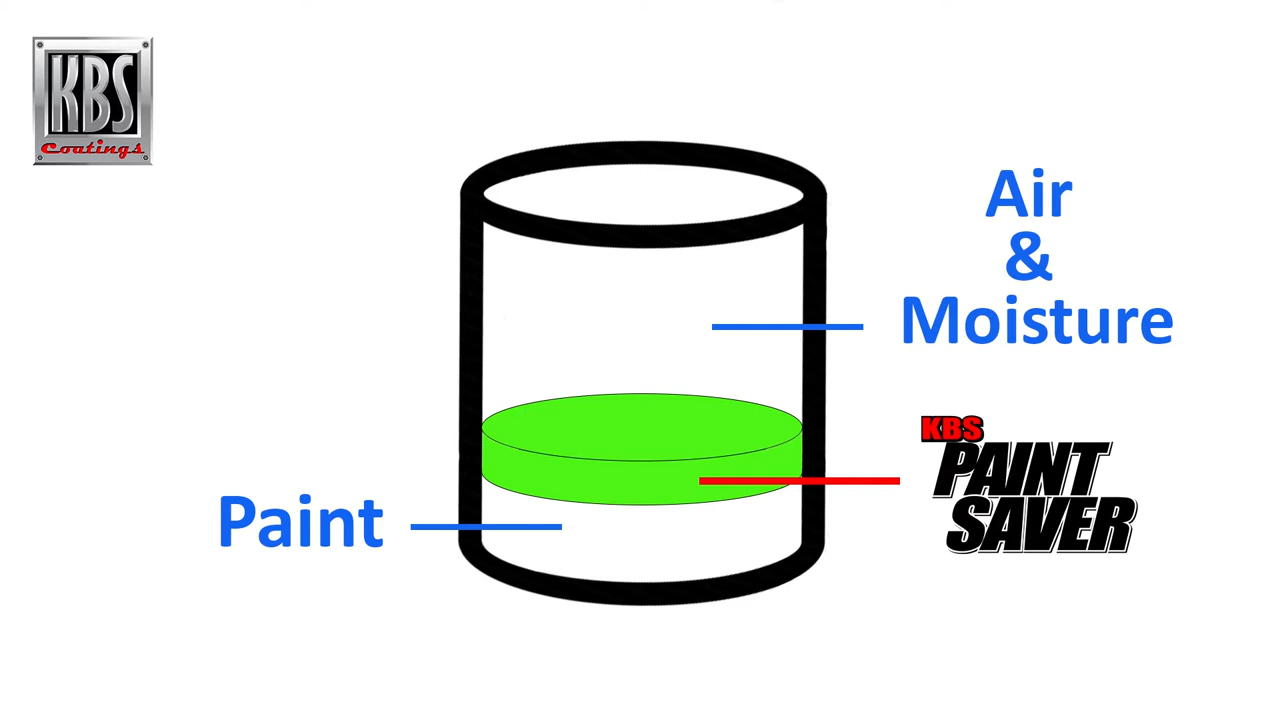 KBS
Coatings
Air
&
Moisture
KBS
PAINT
SAVER
Paint